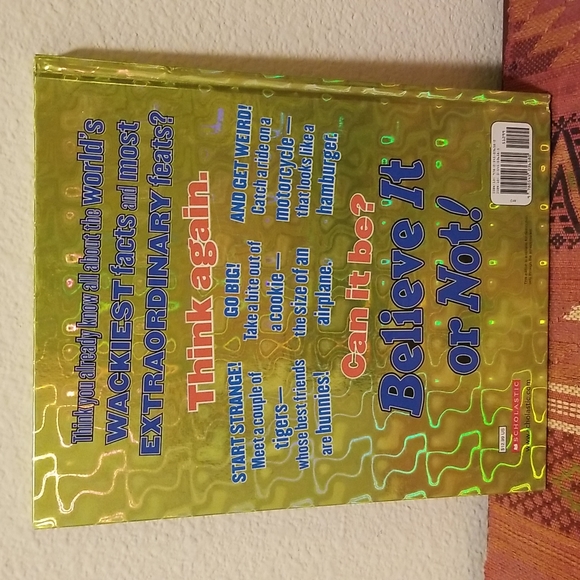 Think you already know all about the World's
WACKIEST facts and most
EXTRAORDINARY feats?
Think again.
START STRANGE!
Meet a couple of
tigers—
whose best friends
are bunnies!
GO BIG!
Take a bite out of
a cookie —
the size of an
airplane.
AND GET WEIRD!
Catch a ride on a
motorcycle —
that looks like a
hamburger.
Can it be?
Believe It
or Not!
SCHOLASTIC
www.scholastic.com